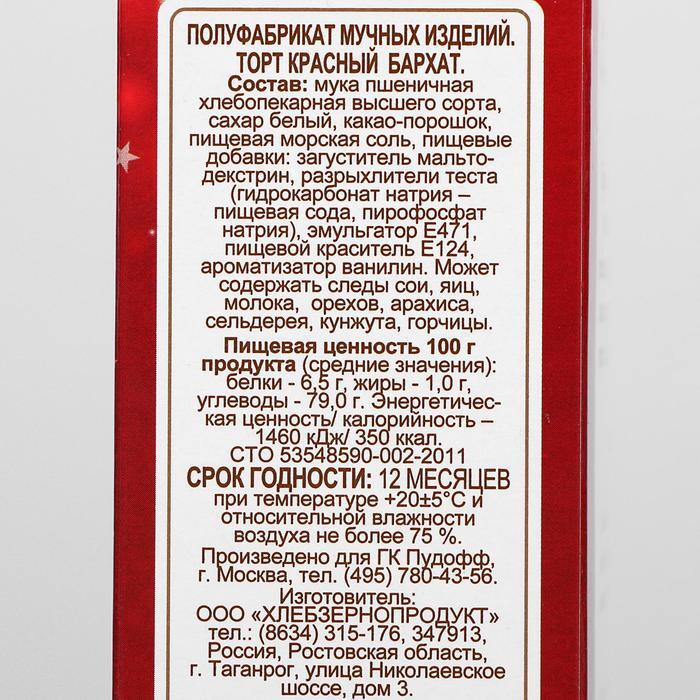 ПОЛУФАБРИКАТ МУЧНЫХ ИЗДЕЛИЙ.
ТОРТ КРАСНЫЙ БАРХАТ.
Состав: мука пшеничная
хлебопекарная высшего сорта,
сахар белый, какао-порошок,
пищевая морская соль, пищевые
добавки: загуститель мальто-
декстрин, разрыхлители теста
(гидрокарбонат натрия –
пищевая сода, пирофосфат
натрия), эмульгатор Е471,
пищевой краситель Е124,
ароматизатор ванилин. Может
содержать следы сои, яиц,
молока, орехов, арахиса,
сельдерея, кунжута, горчицы.
Пищевая ценность 100 г
продукта (средние значения):
белки - 6,5 г, жиры - 1,0 г,
углеводы - 79,0 г. Энергетичес-
кая ценность/ калорийность –
1460 кДж/ 350 ккал.
СТО 53548590-002-2011
СРОК ГОДНОСТИ: 12 МЕСЯЦЕВ
при температуре +20±5°С и
относительной влажности
воздуха не более 75 %.
Произведено для ГК Пудофф,
г. Москва, тел. (495) 780-43-56.
Изготовитель:
ООО «ХЛЕБЗЕРНОПРОДУКТ»
тел.: (8634) 315-176, 347913,
Россия, Ростовская область,
г. Таганрог, улица Николаевское
шоссе, дом 3.